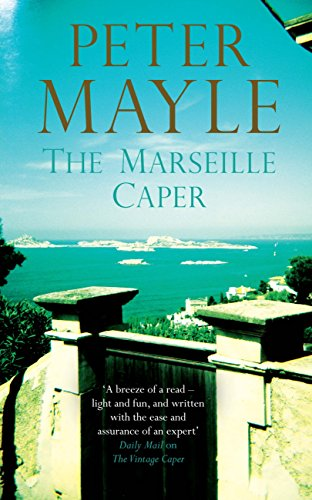 PETER
MAYLE
THE MARSEILLE
CAPER
‘A breeze of a read –
light and fun, and written
with the ease and
assurance of an expert’
Daily Mail on
The Vintage Caper